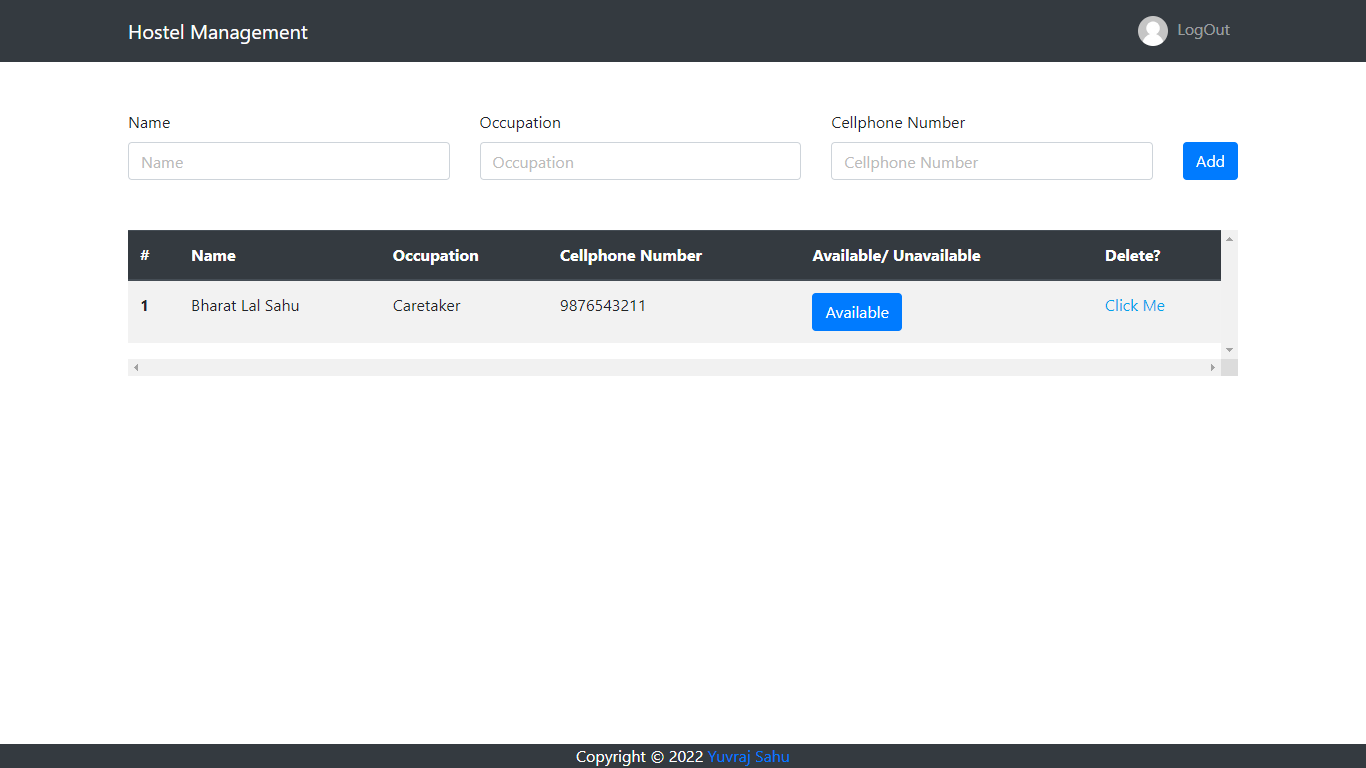 Hostel Management LogOut
Name Occupation Cellphone Number
Name Occupation Cellphone Number Add
# Name Occupation Cellphone Number Available/ Unavailable Delete?
1 Bharat Lal Sahu Caretaker 9876543211 Available Click Me
Copyright © 2022 Yuvraj Sahu